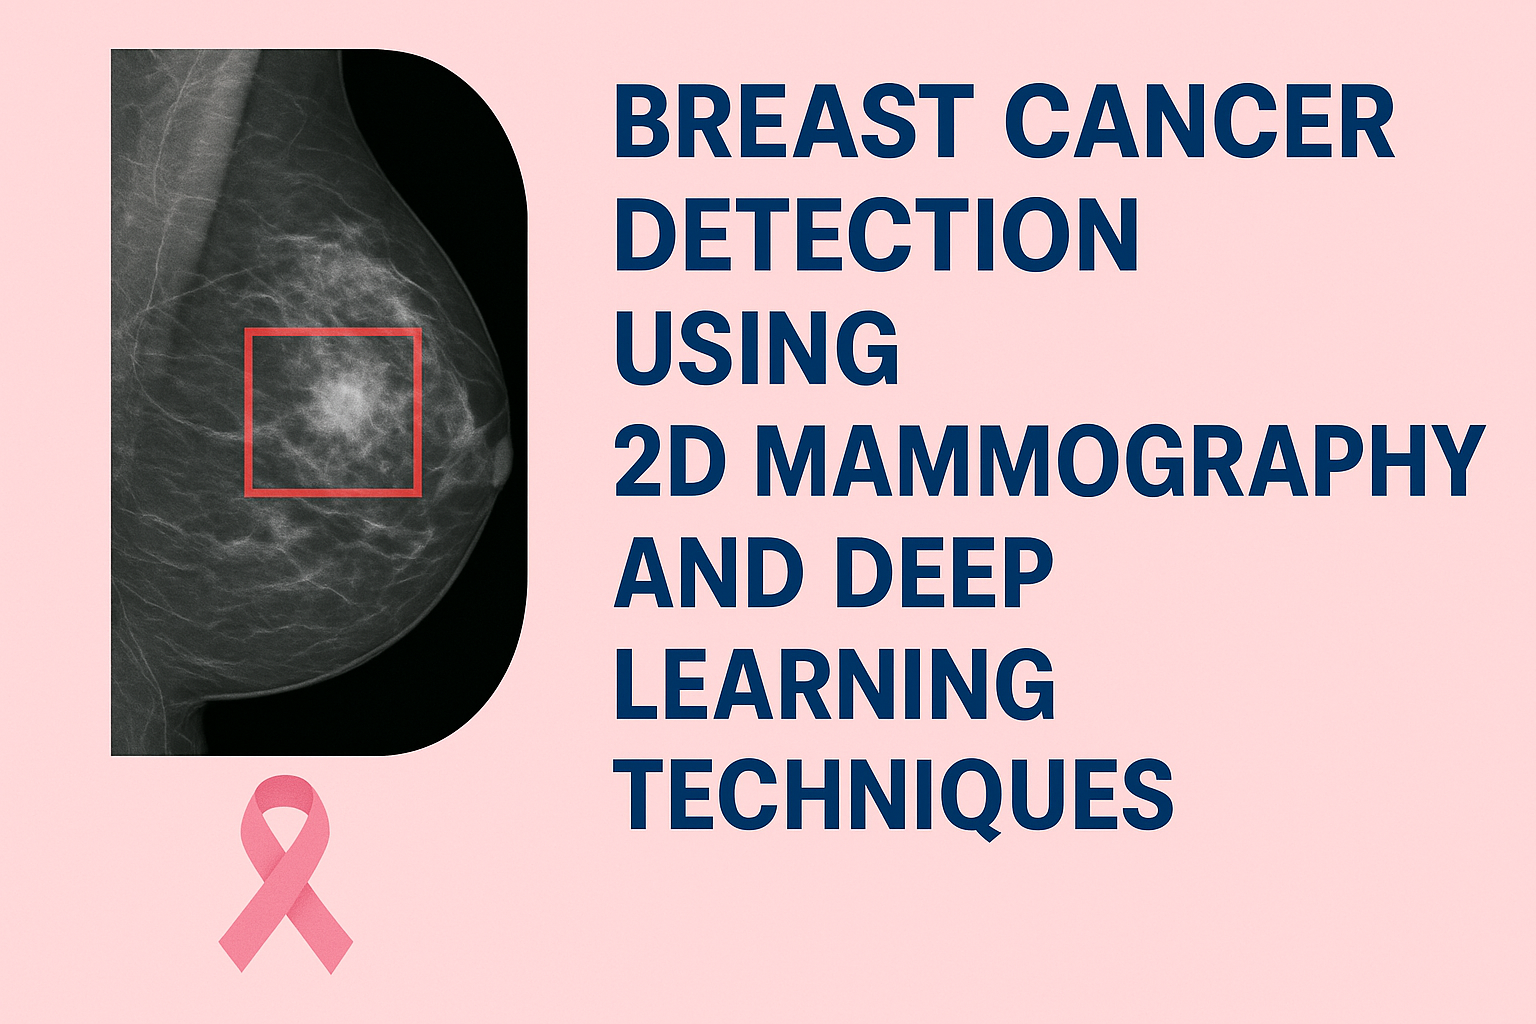 BREAST CANCER
DETECTION
USING
2D MAMMOGRAPHY
AND DEEP
LEARNING
TECHNIQUES